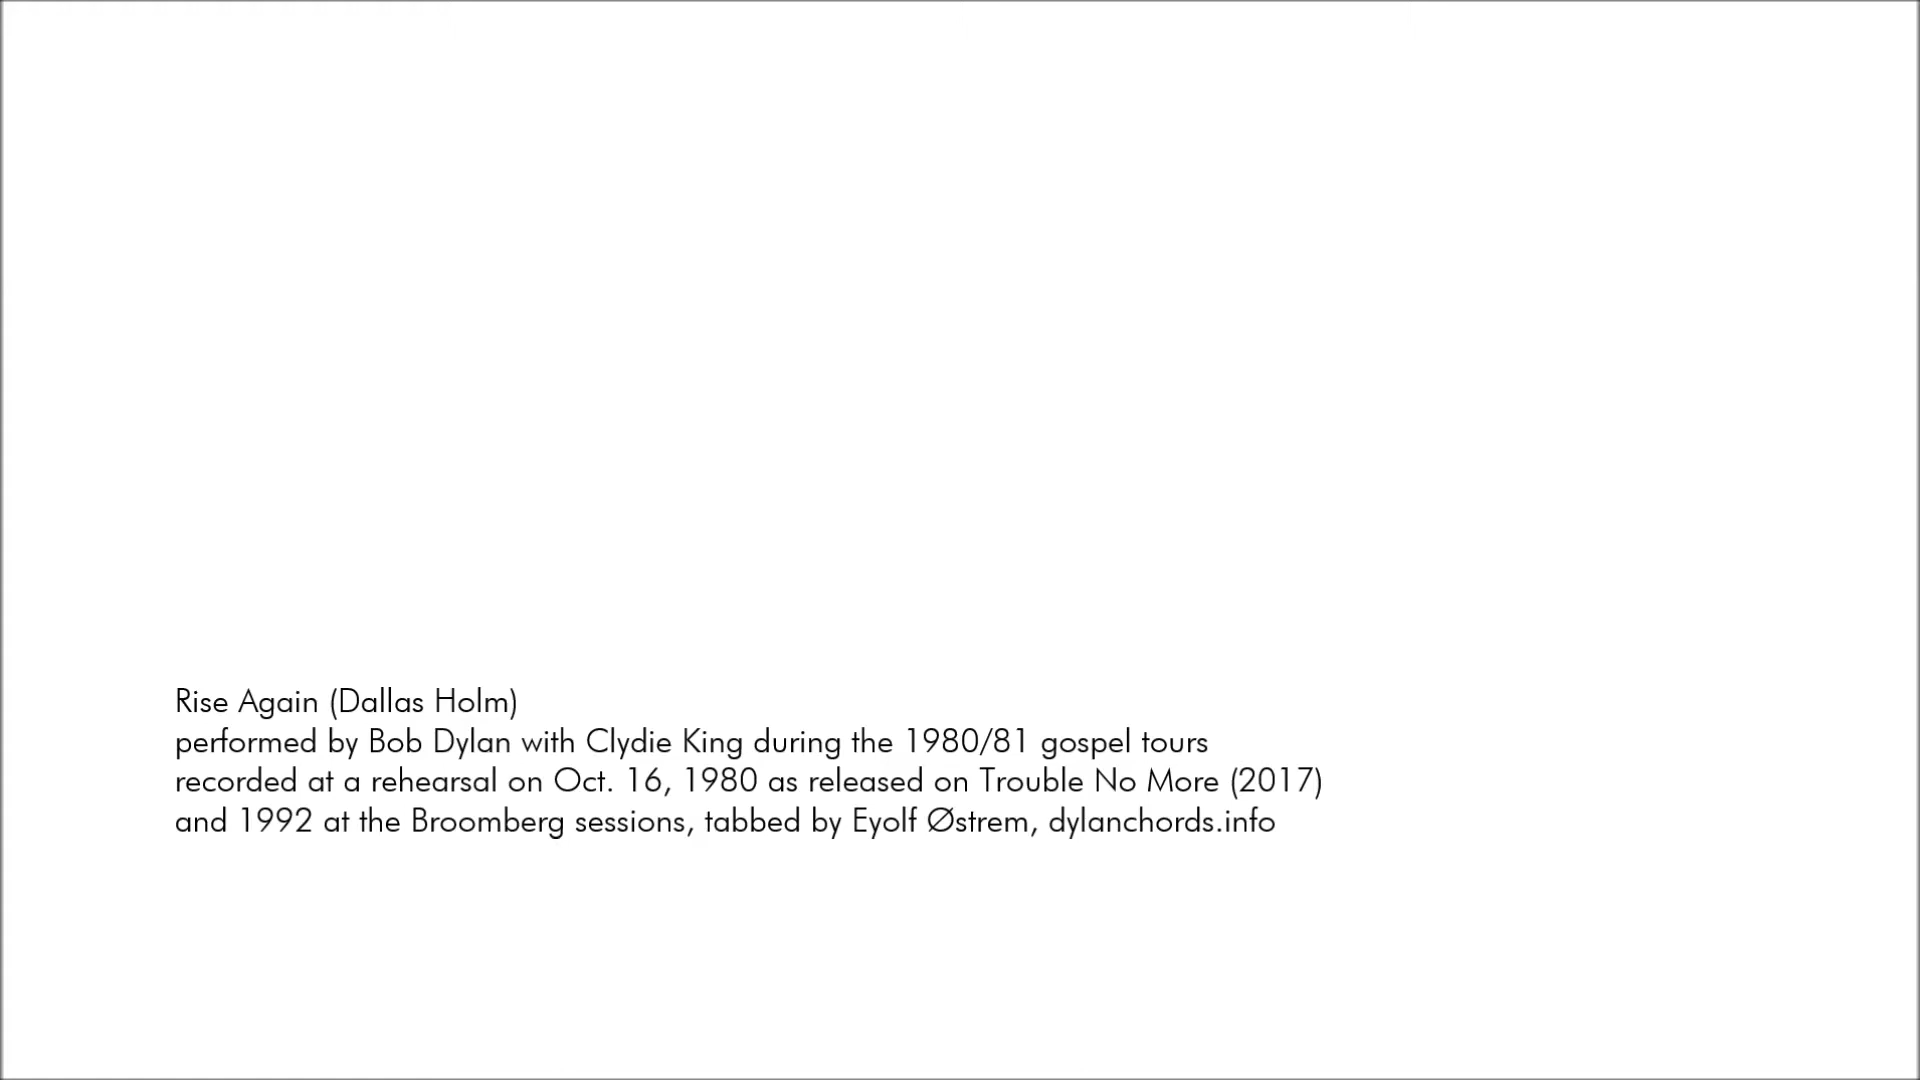 Rise Again (Dallas Holm)
performed by Bob Dylan with Clydie King during the 1980/81 gospel tours
recorded at a rehearsal on Oct. 16, 1980 as released on Trouble No More (2017)
and 1992 at the Broomberg sessions, tabbed by Eyolf Østrem, dylanchords.info